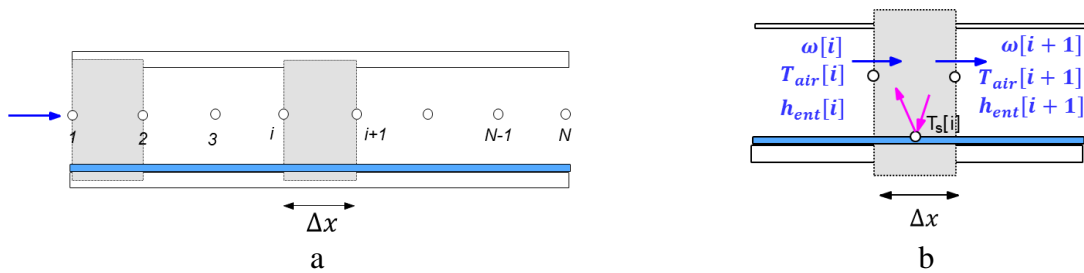 1 2 3 i i+1 N-1 N
Δx
a
ω[i] ω[i + 1]
T_air[i] T_air[i + 1]
h_ent[i] h_ent[i + 1]
T_s[i]
Δx
b